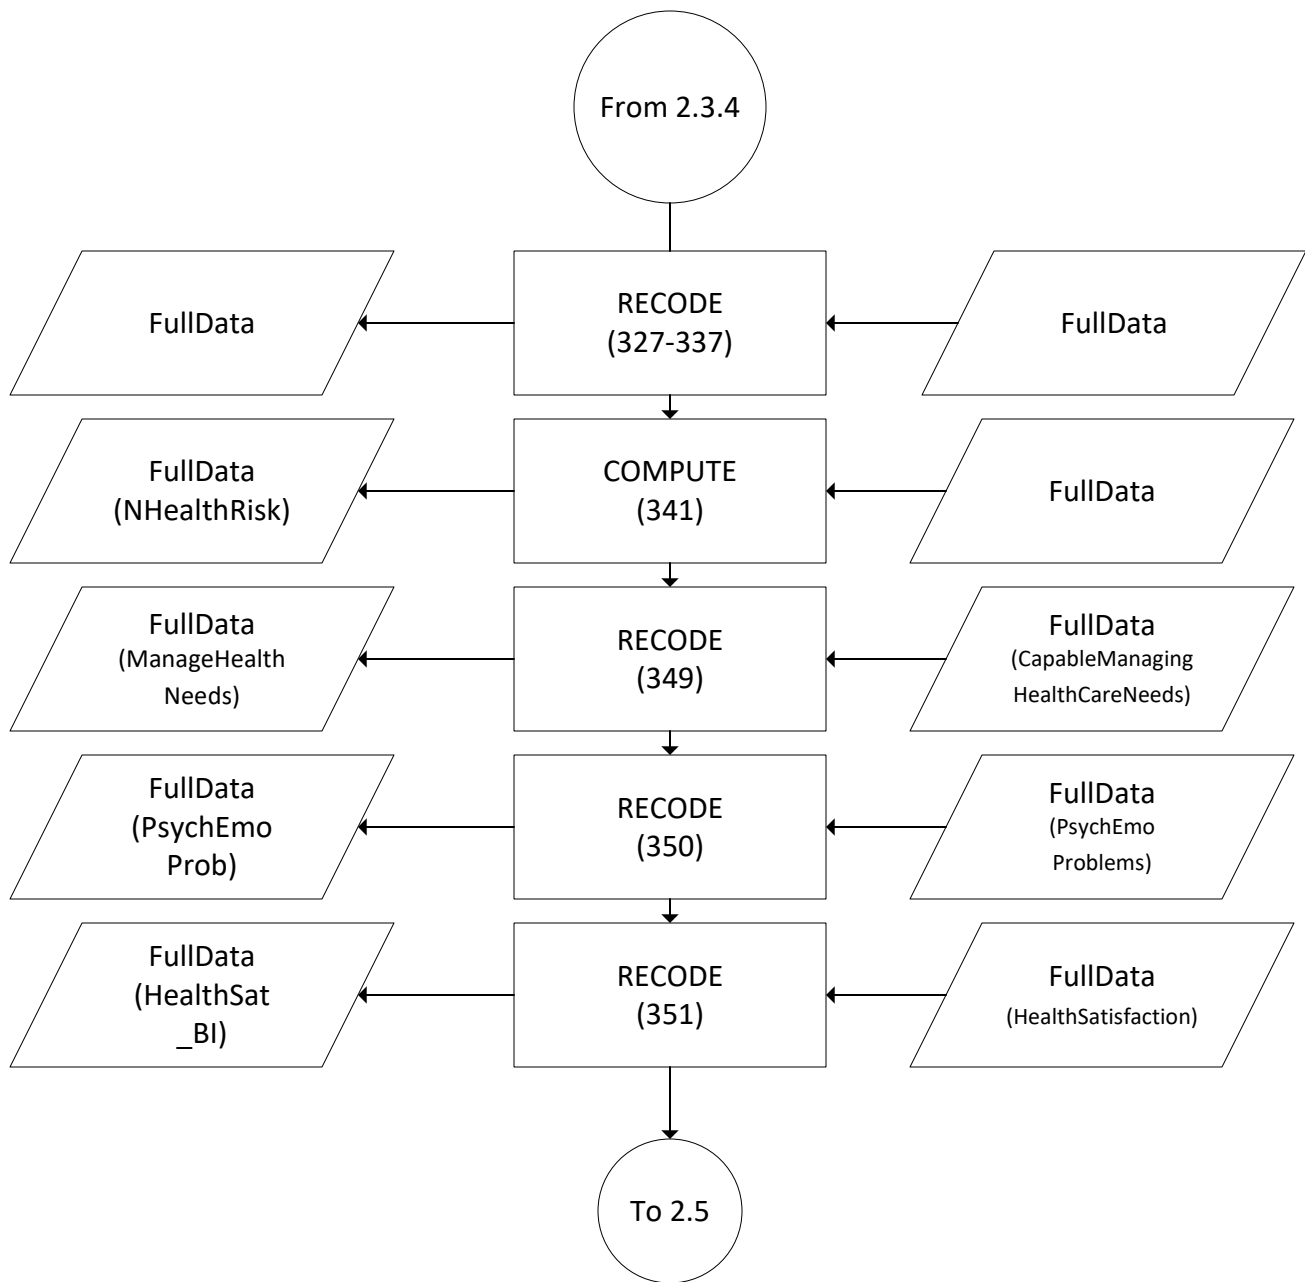 From 2.3.4
FullData
RECODE
(327-337)
FullData
FullData
(NHealthRisk)
COMPUTE
(341)
FullData
FullData
(ManageHealth
Needs)
RECODE
(349)
FullData
(CapableManaging
HealthCareNeeds)
FullData
(PsychEmo
Prob)
RECODE
(350)
FullData
(PsychEmo
Problems)
FullData
(HealthSat
_BI)
RECODE
(351)
FullData
(HealthSatisfaction)
To 2.5